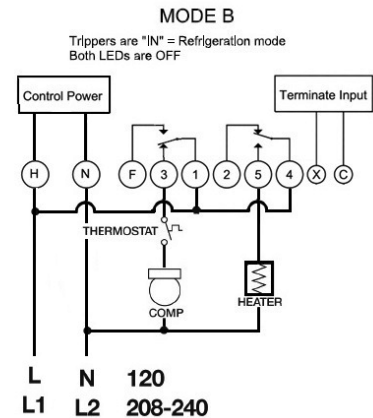 MODE B
Trippers are "IN" = Refrigeration mode
Both LEDs are OFF
Control Power
Terminate Input
H N F 3 1 2 5 4 X C
THERMOSTAT
HEATER
COMP
L N 120
L1 L2 208-240